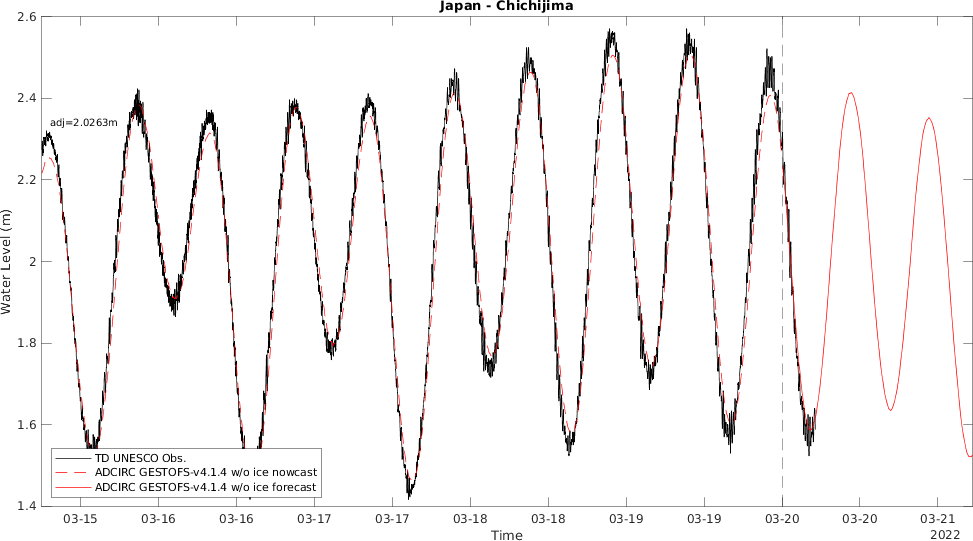 Japan - Chichijima
2.6
2.4
2.2
2
1.8
1.6
1.4
Water Level (m)
adj=2.0263m
TD UNESCO Obs.
ADCIRC GESTOFS-v4.1.4 w/o ice nowcast
ADCIRC GESTOFS-v4.1.4 w/o ice forecast
03-15 03-16 03-16 03-17 03-17 03-18 03-18 03-19 03-19 03-20 03-20 03-21
Time
2022